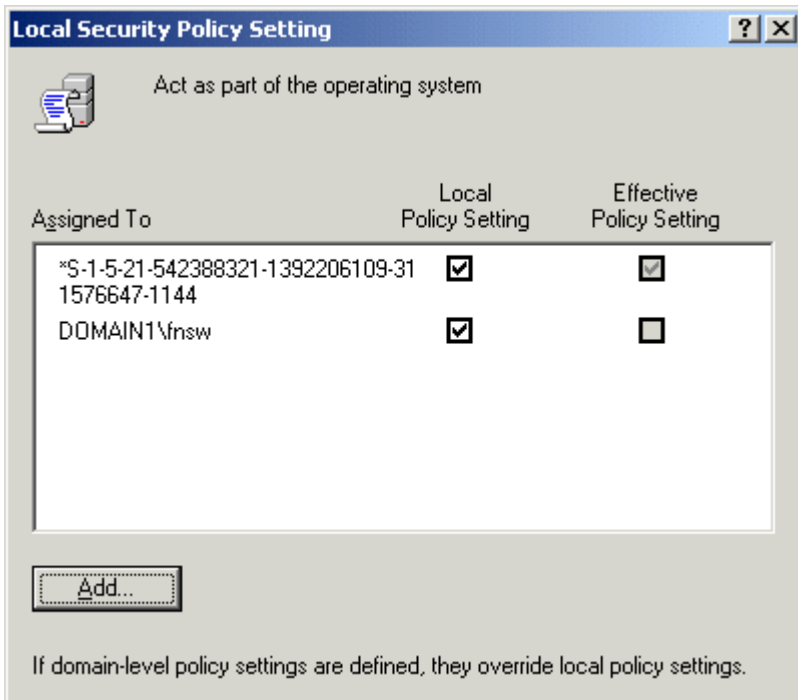 Local Security Policy Setting
Act as part of the operating system
Local Effective
Assigned To Policy Setting Policy Setting
*S-1-5-21-542388321-1392206109-31
1576647-1144
DOMAIN1\fnsw
Add...
If domain-level policy settings are defined, they override local policy settings.